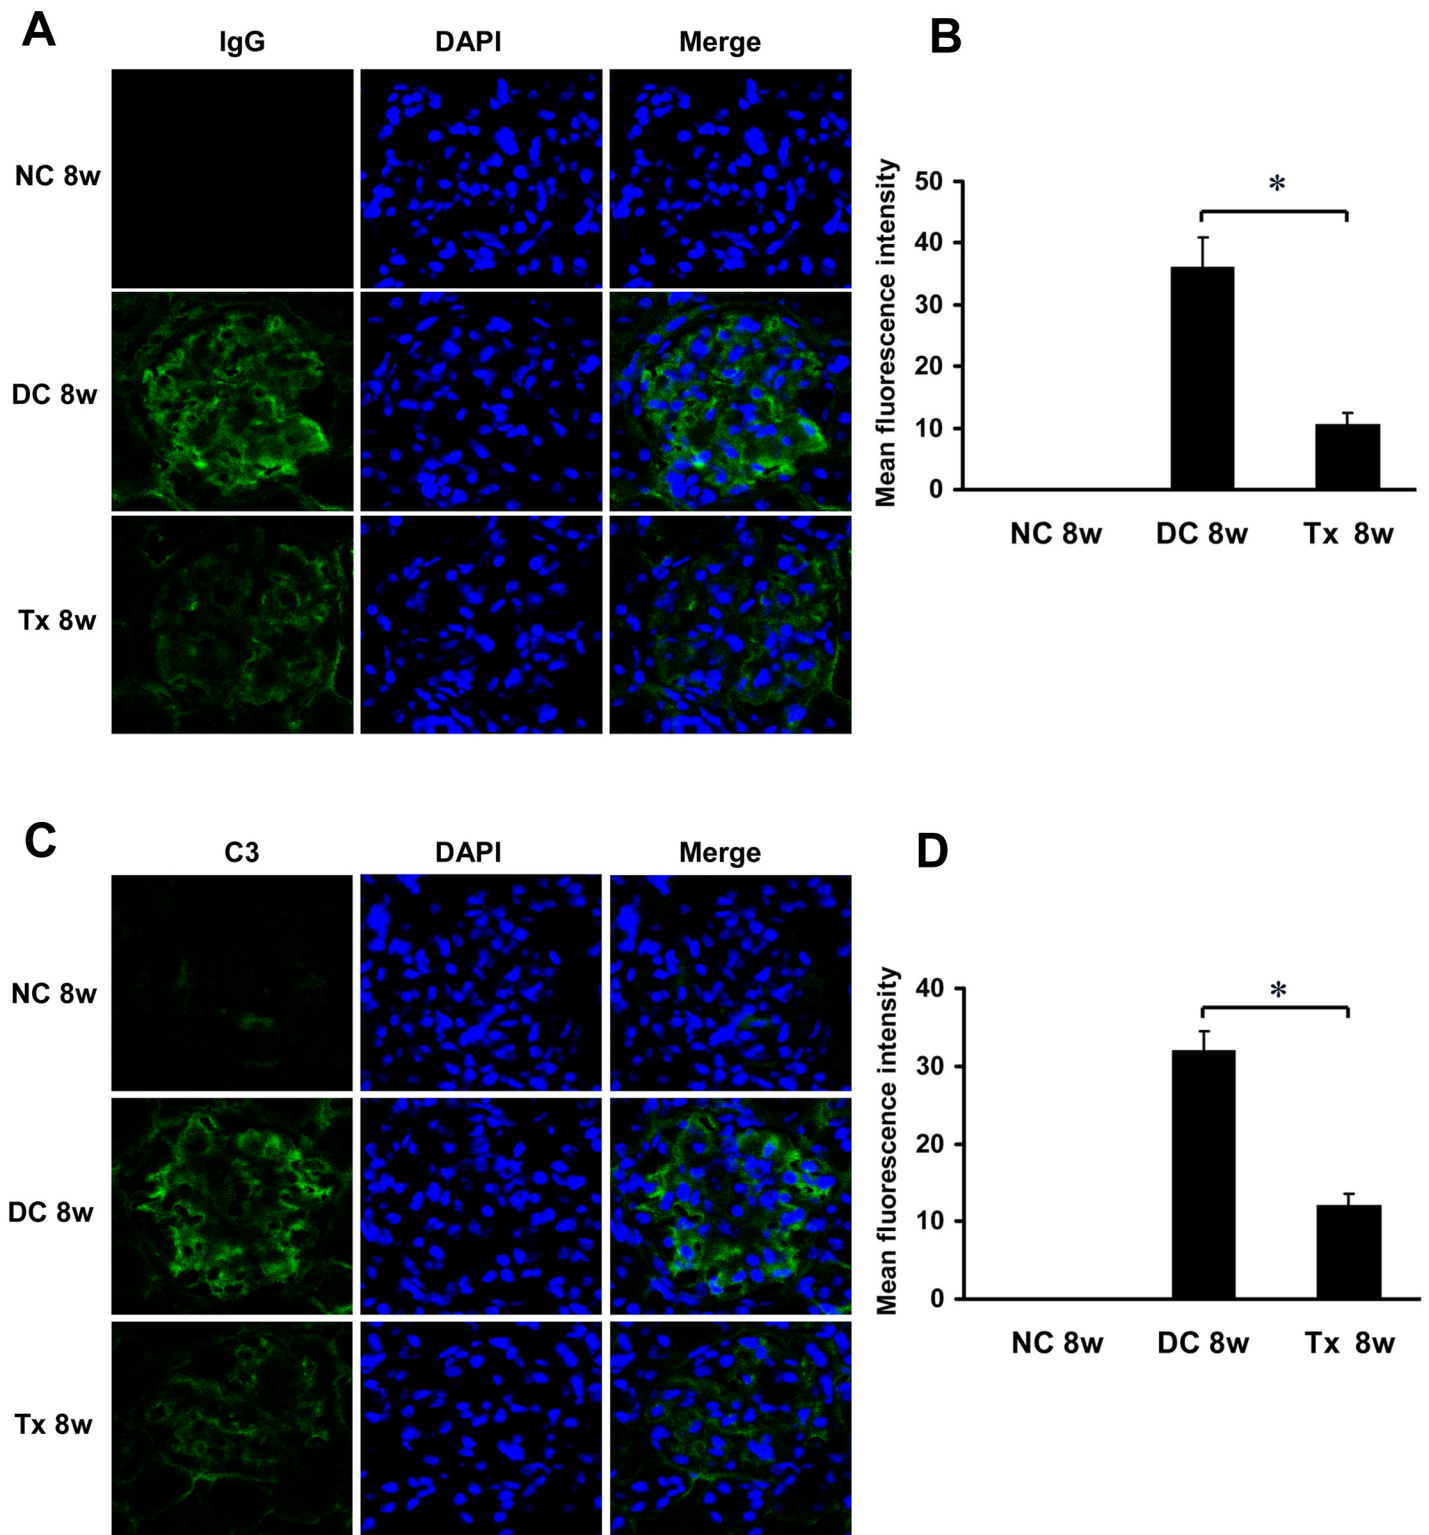 A
IgG DAPI Merge
NC 8w
DC 8w
Tx 8w
B
Mean fluorescence intensity
50
40
30
20
10
0
*
NC 8w DC 8w Tx 8w
C
C3 DAPI Merge
NC 8w
DC 8w
Tx 8w
D
Mean fluorescence intensity
40
30
20
10
0
*
NC 8w DC 8w Tx 8w